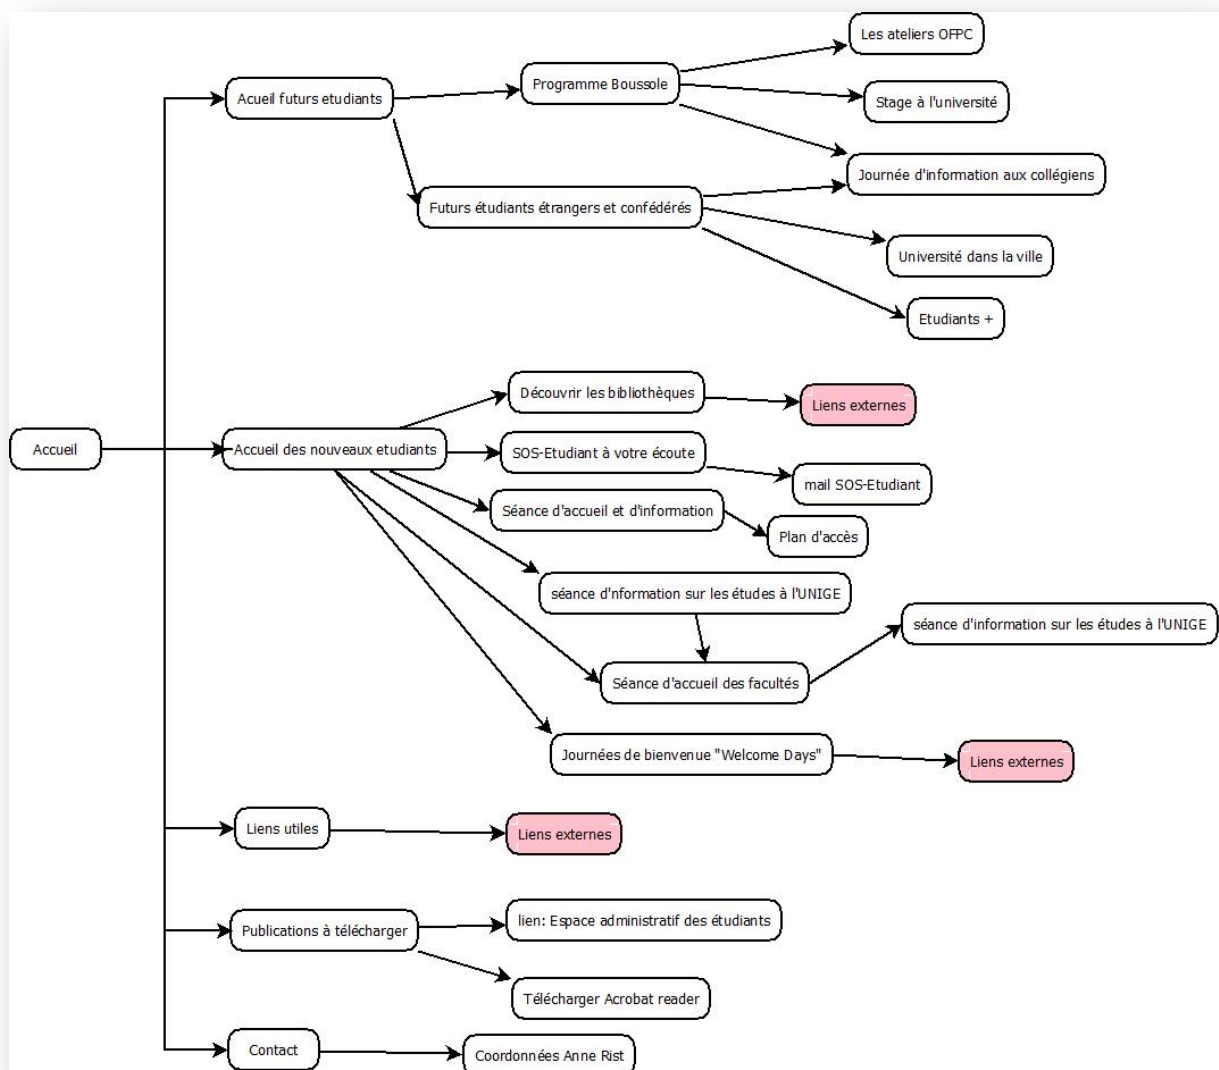 Les ateliers OFPC
Acueil futurs etudiants
Programme Boussole
Stage à l'université
Journée d'information aux collégiens
Futurs étudiants étrangers et confédérés
Université dans la ville
Etudiants +
Découvrir les bibliothèques
Liens externes
Accueil
Accueil des nouveaux etudiants
SOS-Etudiant à votre écoute
mail SOS-Etudiant
Séance d'accueil et d'information
Plan d'accès
séance d'nformation sur les études à l'UNIGE
séance d'information sur les études à l'UNIGE
Séance d'accueil des facultés
Journées de bienvenue "Welcome Days"
Liens externes
Liens utiles
Liens externes
Publications à télécharger
lien: Espace administratif des étudiants
Télécharger Acrobat reader
Contact
Coordonnées Anne Rist